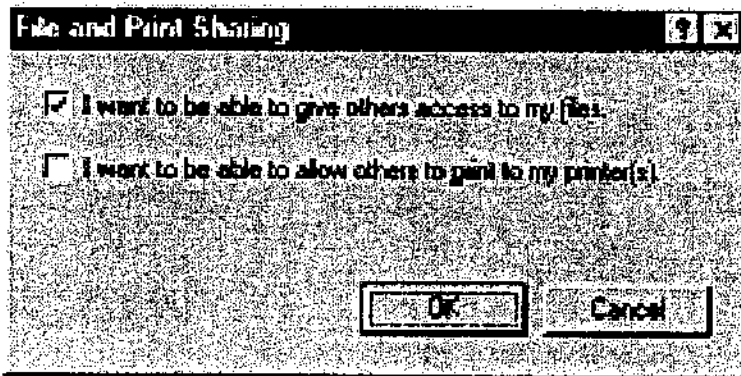 File and Print Sharing
I want to be able to give others access to my files.
I want to be able to allow others to print to my printer(s).
OK Cancel